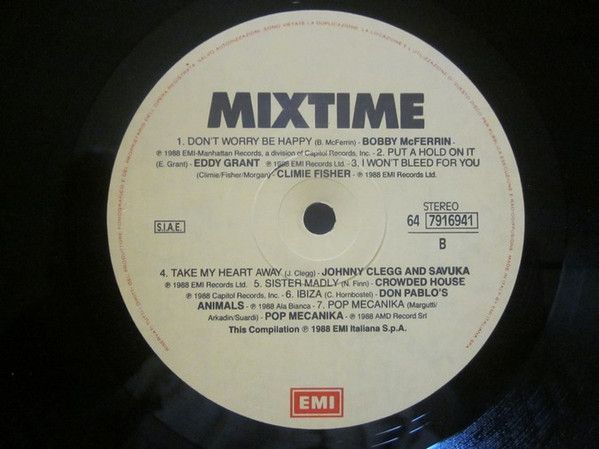 MIXTIME
1. DON'T WORRY BE HAPPY (B. McFerrin) - BOBBY McFERRIN -
℗ 1988 EMI-Manhattan Records, a division of Capitol Records, Inc. - 2. PUT A HOLD ON IT
(E. Grant) - EDDY GRANT - ℗ 1988 EMI Records Ltd. - 3. I WON'T BLEED FOR YOU
(Climie/Fisher/Morgan) - CLIMIE FISHER - ℗ 1988 EMI Records Ltd.
S.I.A.E.
STEREO
64 7916941
B
4. TAKE MY HEART AWAY (J. Clegg) - JOHNNY CLEGG AND SAVUKA
℗ 1988 EMI Records Ltd. - 5. SISTER MADLY (N. Finn) - CROWDED HOUSE
℗ 1988 Capitol Records, Inc. - 6. IBIZA (C. Hornbostel) - DON PABLO'S
ANIMALS - ℗ 1988 Ala Bianca - 7. POP MECANIKA (Margutti/
Arkadin/Suardi) - POP MECANIKA - ℗ 1988 AMD Record Srl
This Compilation ℗ 1988 EMI Italiana S.p.A.
EMI